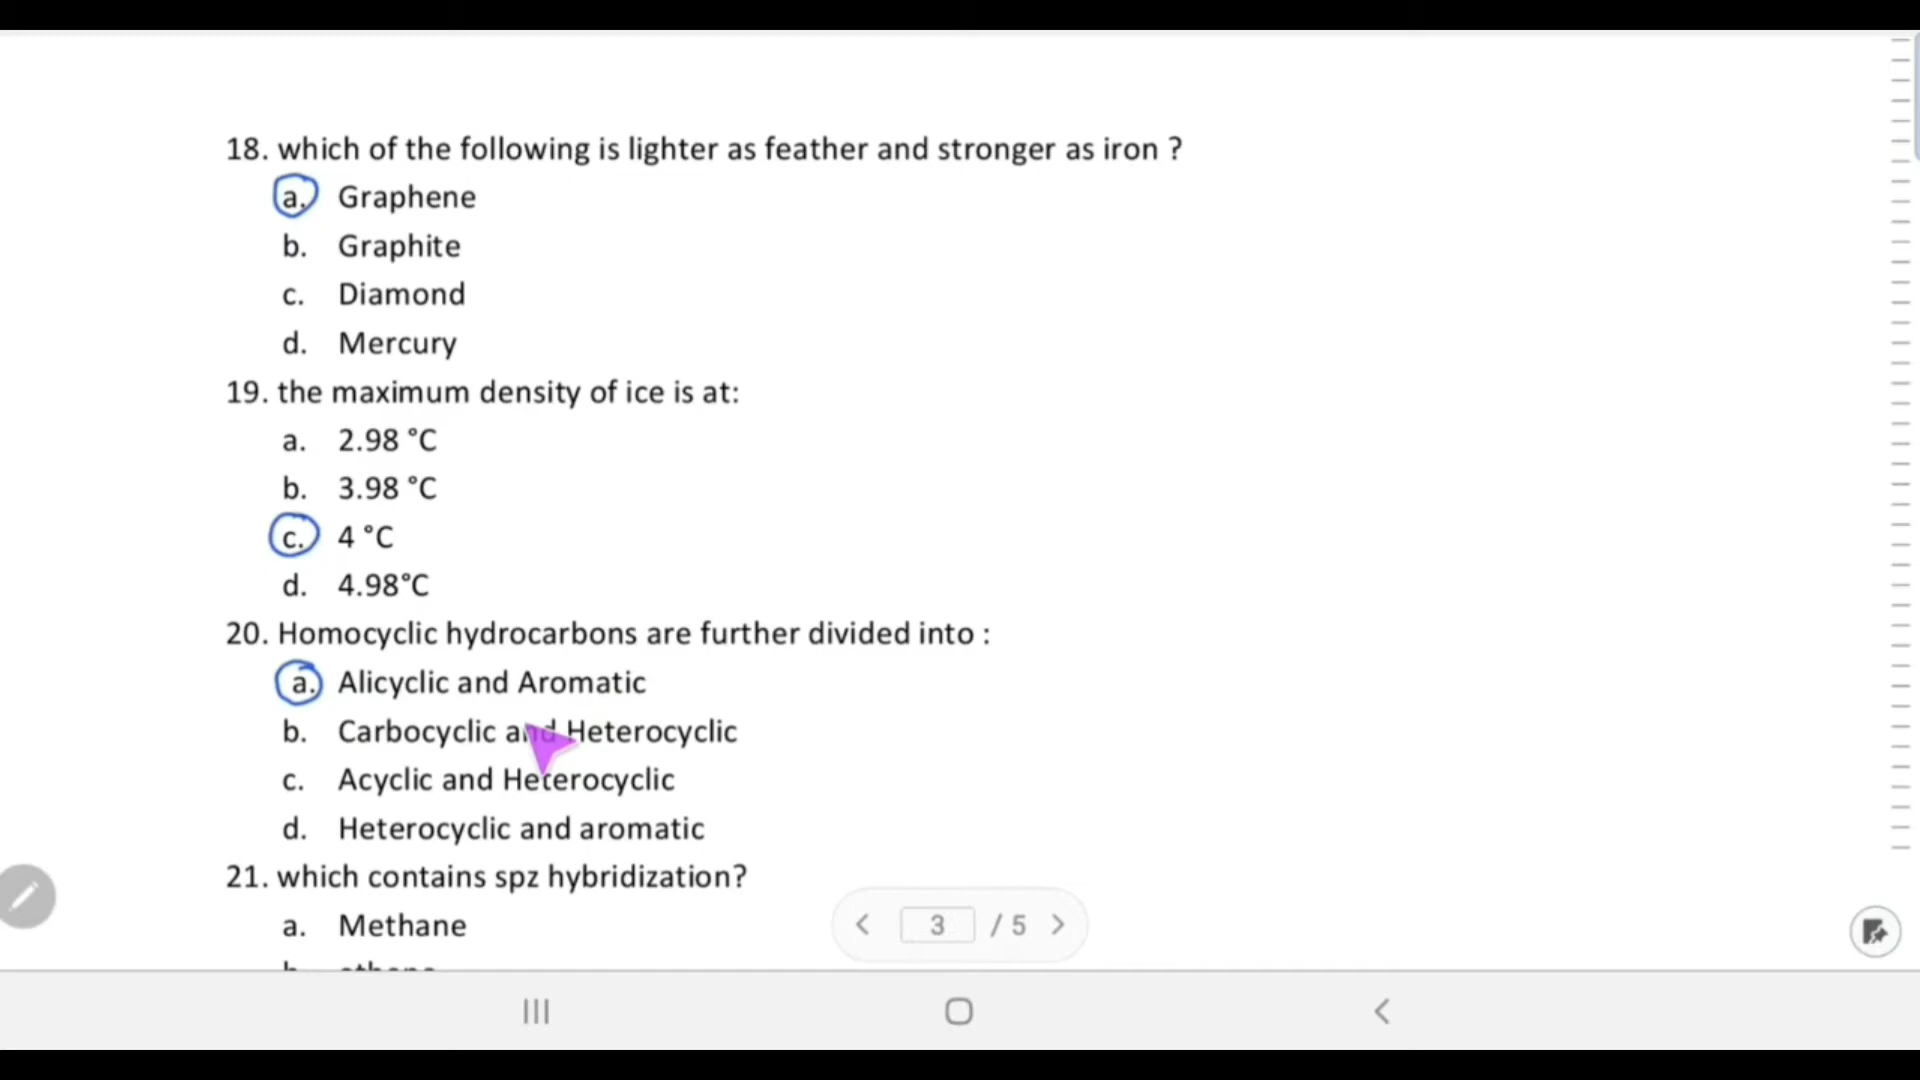 18. which of the following is lighter as feather and stronger as iron ?
a. Graphene
b. Graphite
c. Diamond
d. Mercury
19. the maximum density of ice is at:
a. 2.98 °C
b. 3.98 °C
c. 4 °C
d. 4.98°C
20. Homocyclic hydrocarbons are further divided into :
a. Alicyclic and Aromatic
b. Carbocyclic and Heterocyclic
c. Acyclic and Heterocyclic
d. Heterocyclic and aromatic
21. which contains spz hybridization?
a. Methane
3 / 5